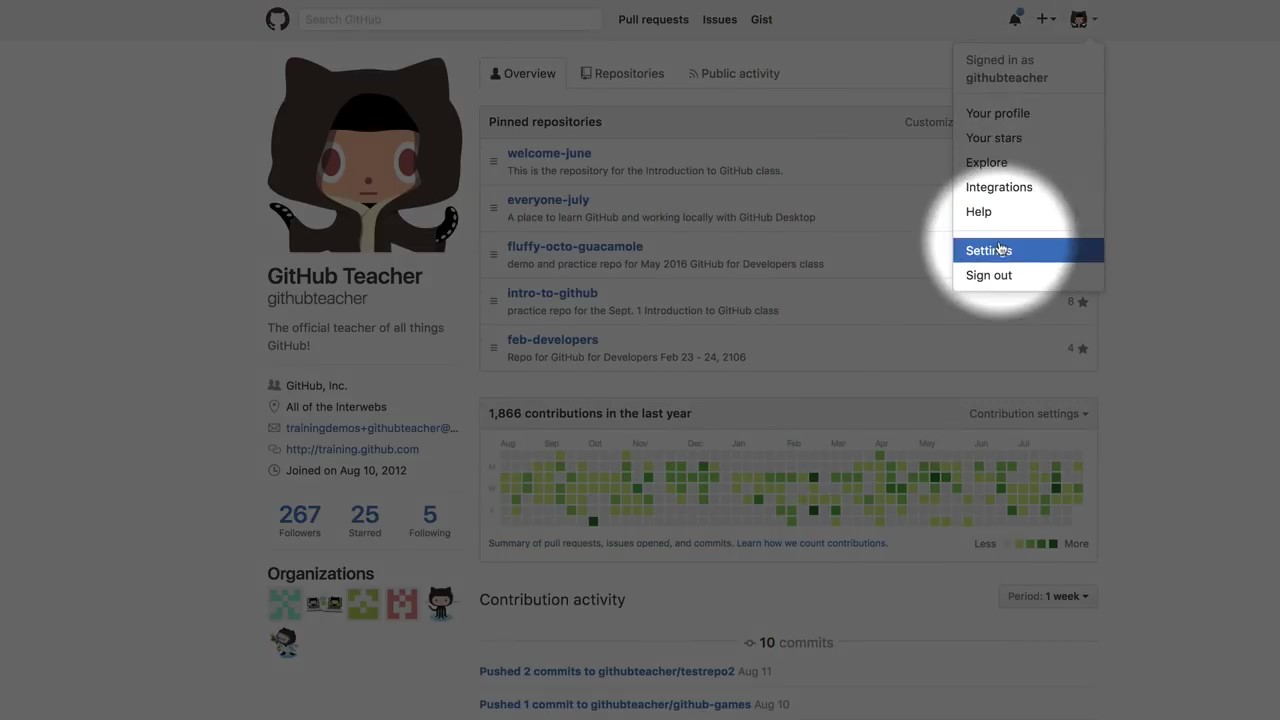 Search GitHub
Pull requests
Issues
Gist
Signed in as
githubteacher
Your profile
Your stars
Explore
Integrations
Help
Settings
Sign out
Overview
Repositories
Public activity
Pinned repositories
welcome-june
This is the repository for the Introduction to GitHub class.
everyone-july
A place to learn GitHub and working locally with GitHub Desktop
fluffy-octo-guacamole
demo and practice repo for May 2016 GitHub for Developers class
intro-to-github
practice repo for the Sept. 1 Introduction to GitHub class
8
feb-developers
Repo for GitHub for Developers Feb 23 - 24, 2106
4
GitHub Teacher
githubteacher
The official teacher of all things
GitHub!
GitHub, Inc.
All of the Interwebs
trainingdemos+githubteacher@...
http://training.github.com
Joined on Aug 10, 2012
267 25 5
Followers Starred Following
Organizations
1,866 contributions in the last year
Contribution settings
Aug Sep Oct Nov Dec Jan Feb Mar Apr May Jun Jul
M
W
F
Summary of pull requests, issues opened, and commits. Learn how we count contributions.
Less More
Contribution activity
Period: 1 week
10 commits
Pushed 2 commits to githubteacher/testrepo2 Aug 11
Pushed 1 commit to githubteacher/github-games Aug 10